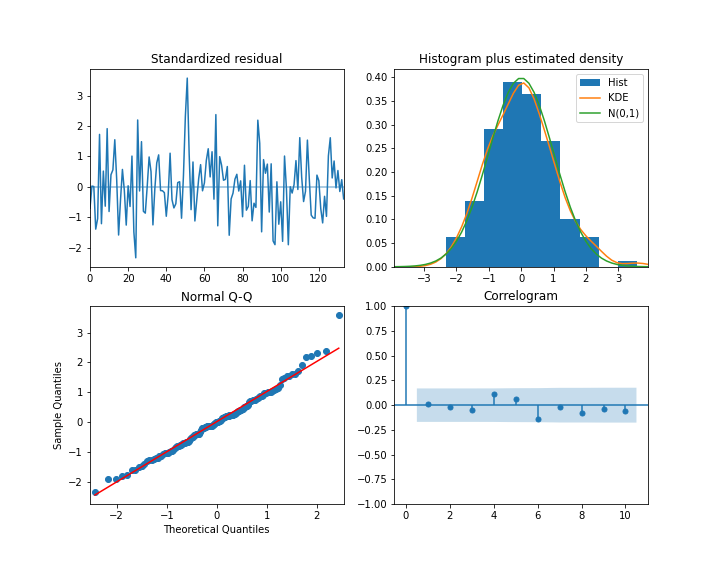 Standardized residual
3
2
1
0
−1
−2
0 20 40 60 80 100 120
Histogram plus estimated density
0.40
0.35
0.30
0.25
0.20
0.15
0.10
0.05
0.00
Hist
KDE
N(0,1)
−3 −2 −1 0 1 2 3
Normal Q-Q
Sample Quantiles
3
2
1
0
−1
−2
−2 −1 0 1 2
Theoretical Quantiles
Correlogram
1.00
0.75
0.50
0.25
0.00
−0.25
−0.50
−0.75
−1.00
0 2 4 6 8 10